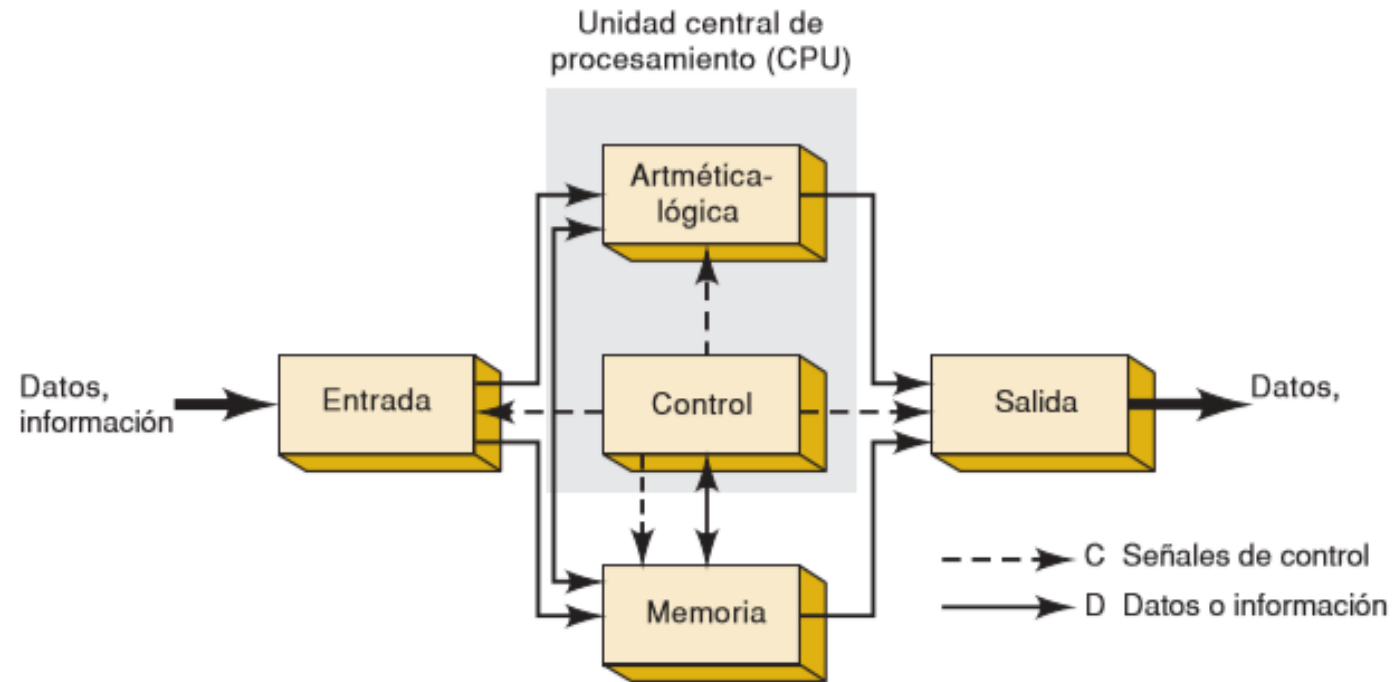 Unidad central de
procesamiento (CPU)
Artmética-
lógica
Datos,
información
Entrada
Control
Salida
Datos,
Memoria
C Señales de control
D Datos o información